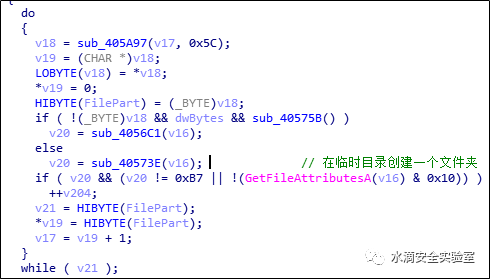 {
do
{
v18 = sub_405A97(v17, 0x5C);
v19 = (CHAR *)v18;
LOBYTE(v18) = *v18;
*v19 = 0;
HIBYTE(FilePart) = (_BYTE)v18;
if ( !(_BYTE)v18 && dwBytes && sub_40575B() )
v20 = sub_4056C1(v16);
else
v20 = sub_40573E(v16); // 在临时目录创建一个文件夹
if ( v20 && (v20 != 0xB7 || !(GetFileAttributesA(v16) & 0x10)) )
++v204;
v21 = HIBYTE(FilePart);
*v19 = HIBYTE(FilePart);
v17 = v19 + 1;
}
while ( v21 );
水滴安全实验室